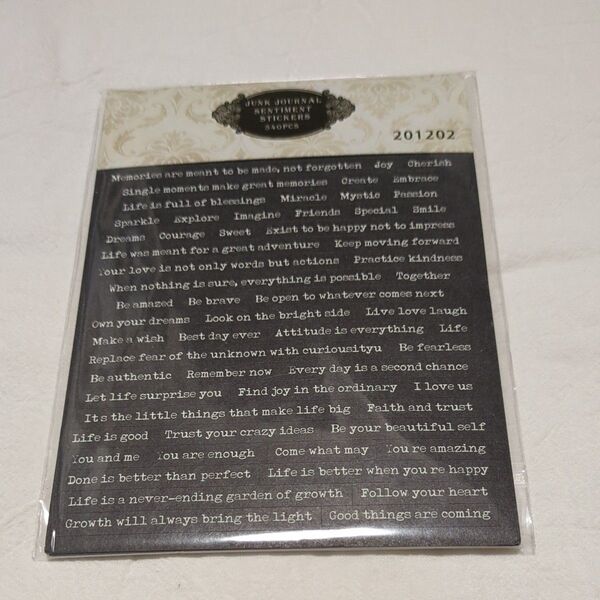 JUNK JOURNAL
SENTIMENT
STICKERS
340PCS
201202
Memories are meant to be made, not forgotten Joy Cherish
Single moments make great memories Create Embrace
Life is full of blessings Miracle Mystic Passion
Sparkle Explore Imagine Friends Special Smile
Dreams Courage Sweet Exist to be happy not to impress
Life was meant for a great adventure Keep moving forward
Your love is not only words but actions Practice kindness
When nothing is sure, everything is possible Together
Be amazed Be brave Be open to whatever comes next
Own your dreams Look on the bright side Live love laugh
Make a wish Best day ever Attitude is everything Life
Replace fear of the unknown with curiousityu Be fearless
Be authentic Remember now Every day is a second chance
Let life surprise you Find joy in the ordinary I love us
Its the little things that make life big Faith and trust
Life is good Trust your crazy ideas Be your beautiful self
You and me You are enough Come what may You're amazing
Done is better than perfect Life is better when you're happy
Life is a never-ending garden of growth Follow your heart
Growth will always bring the light Good things are coming